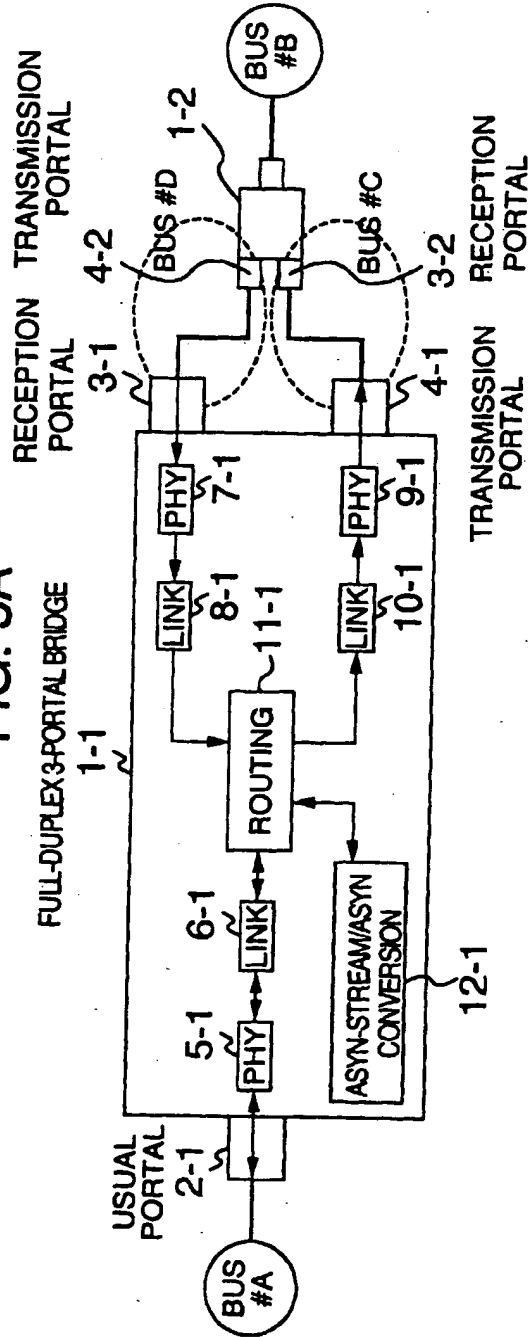 FIG.
FULL-DUPLEX 3-PORTAL BRIDGE
1-1
RECEPTION
PORTAL
3-1
TRANSMISSION
PORTAL
4-2
BUS #D
1-2
BUS
#B
USUAL
PORTAL
2-1
BUS
#A
5-1
PHY
6-1
LINK
ROUTING
11-1
LINK
8-1
PHY
7-1
LINK
10-1
PHY
9-1
ASYN-STREAM/ASYN
CONVERSION
12-1
BUS #C
3-2
RECEPTION
PORTAL
4-1
TRANSMISSION
PORTAL